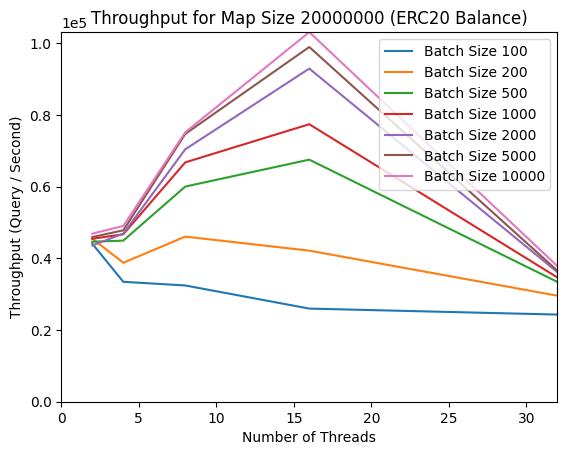 Throughput for Map Size 20000000 (ERC20 Balance)
1e5
Throughput (Query / Second)
1.0
0.8
0.6
0.4
0.2
0.0
Batch Size 100
Batch Size 200
Batch Size 500
Batch Size 1000
Batch Size 2000
Batch Size 5000
Batch Size 10000
0 5 10 15 20 25 30
Number of Threads